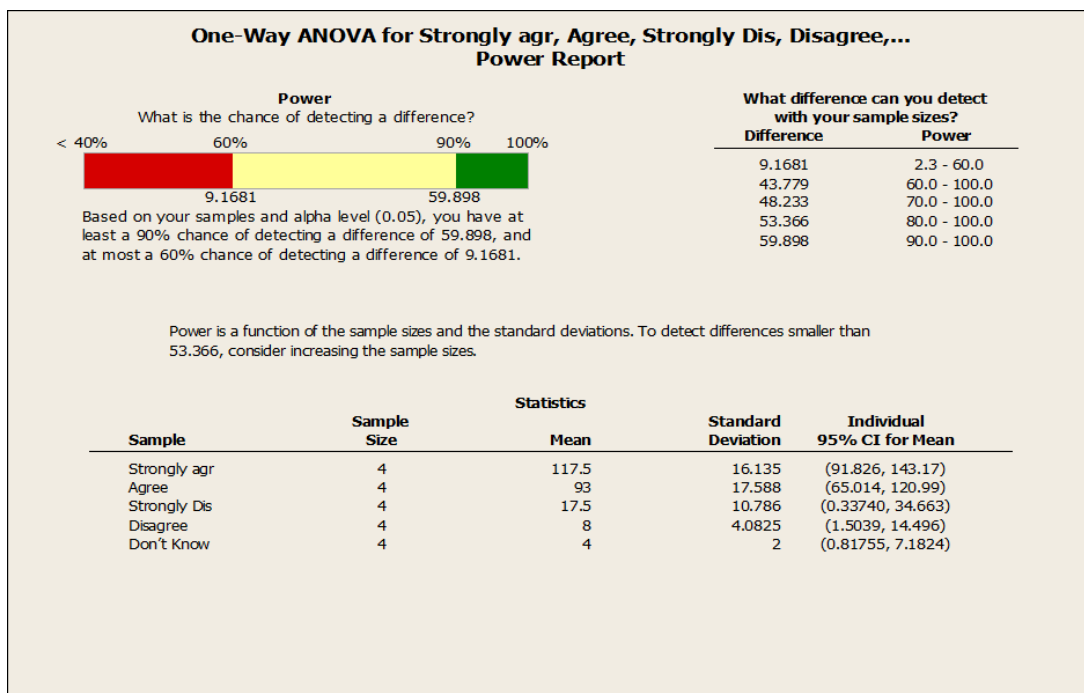 One-Way ANOVA for Strongly agr, Agree, Strongly Dis, Disagree,...
Power Report
Power
What is the chance of detecting a difference?
< 40% 60% 90% 100%
9.1681 59.898
Based on your samples and alpha level (0.05), you have at
least a 90% chance of detecting a difference of 59.898, and
at most a 60% chance of detecting a difference of 9.1681.
What difference can you detect
with your sample sizes?
Difference Power
9.1681 2.3 - 60.0
43.779 60.0 - 100.0
48.233 70.0 - 100.0
53.366 80.0 - 100.0
59.898 90.0 - 100.0
Power is a function of the sample sizes and the standard deviations. To detect differences smaller than
53.366, consider increasing the sample sizes.
Statistics
Sample Standard Individual
Sample Size Mean Deviation 95% CI for Mean
Strongly agr 4 117.5 16.135 (91.826, 143.17)
Agree 4 93 17.588 (65.014, 120.99)
Strongly Dis 4 17.5 10.786 (0.33740, 34.663)
Disagree 4 8 4.0825 (1.5039, 14.496)
Don't Know 4 4 2 (0.81755, 7.1824)